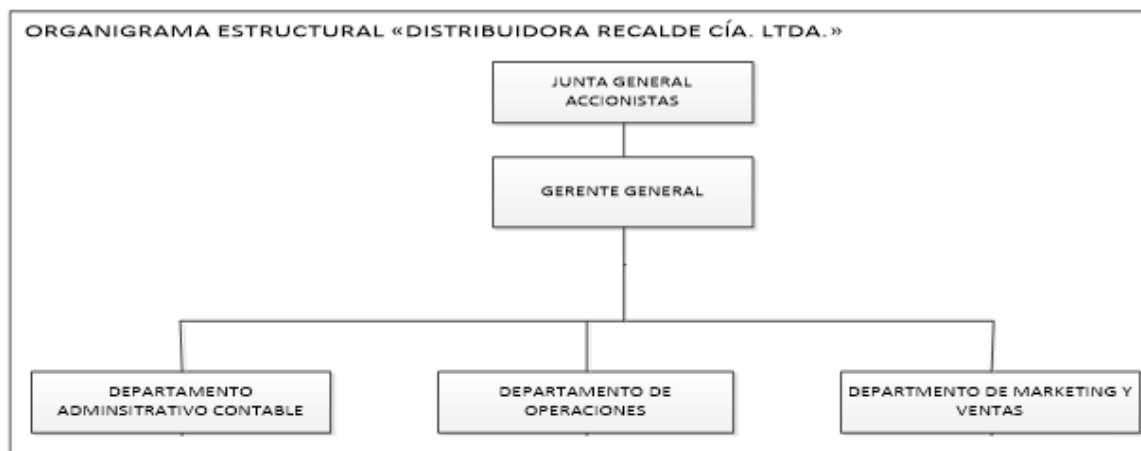 ORGANIGRAMA ESTRUCTURAL «DISTRIBUIDORA RECALDE CÍA. LTDA.»
JUNTA GENERAL
ACCIONISTAS
GERENTE GENERAL
DEPARTAMENTO
ADMINSITRATIVO CONTABLE
DEPARTAMENTO DE
OPERACIONES
DEPARTMENTO DE MARKETING Y
VENTAS